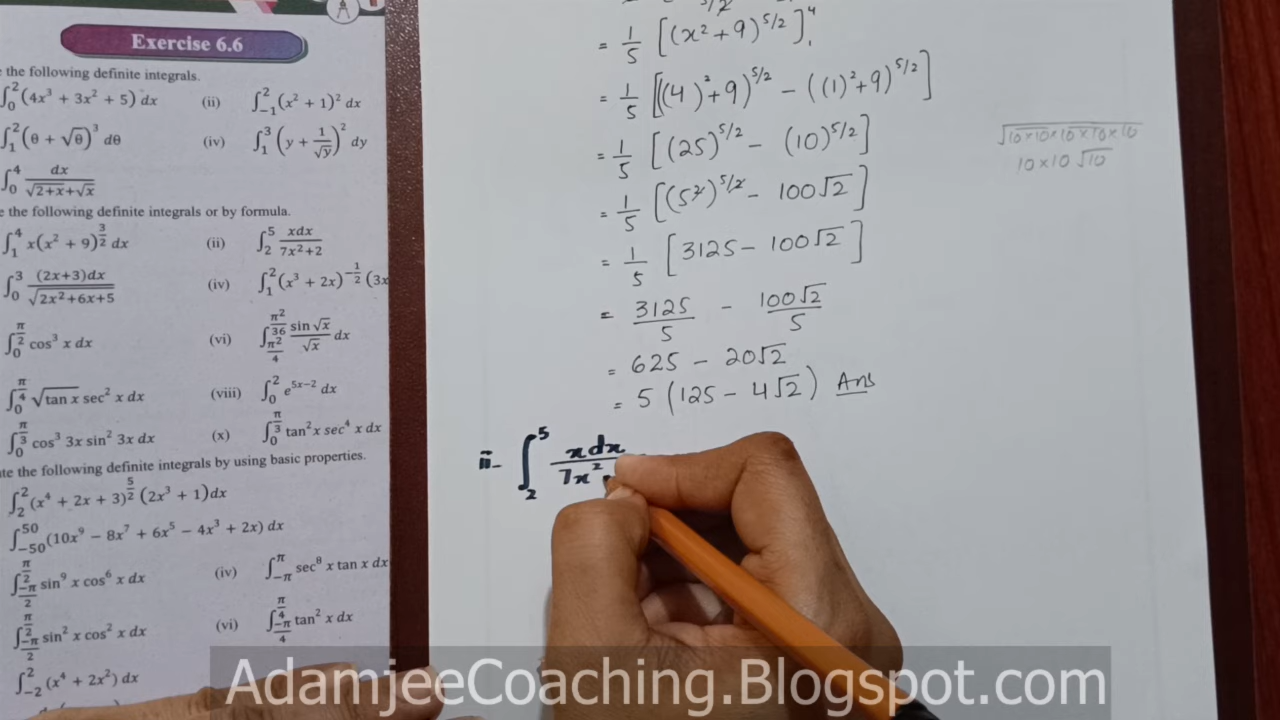 Exercise 6.6
the following definite integrals.
∫₀² (4x³ + 3x² + 5) dx (ii) ∫₋₁² (x² + 1)² dx
∫₁² (θ + √θ)³ dθ (iv) ∫₁³ (y + 1/√y)² dy
∫₀⁴ dx/(√(2+x)+√x)
the following definite integrals or by formula.
∫₁⁴ x(x² + 9)^(3/2) dx (ii) ∫₂⁵ xdx/(7x²+2)
∫₀³ (2x+3)dx/√(2x²+6x+5) (iv) ∫₁² (x³ + 2x)^(-1/2) (3x
∫₀^(π/2) cos³ x dx (vi) ∫_(π²/4)^(π²/36) sin √x/√x dx
∫₀^(π/4) √tan x sec² x dx (viii) ∫₀² e^(5x−2) dx
∫₀^(π/3) cos³ 3x sin² 3x dx (x) ∫₀^(π/3) tan² x sec⁴ x dx
the following definite integrals by using basic properties.
∫₂² (x⁴ + 2x + 3)^(5/2) (2x³ + 1)dx
∫₋₅₀⁵⁰ (10x⁹ − 8x⁷ + 6x⁵ − 4x³ + 2x) dx
∫_(−π/2)^(π/2) sin⁹ x cos⁶ x dx (iv) ∫_(−π)^π sec⁸ x tan x dx
∫_(−π/2)^(π/2) sin² x cos² x dx (vi) ∫_(−π/4)^(π/4) tan² x dx
∫₋₂² (x⁴ + 2x²) dx
= 1/5 [(x²+9)^(5/2)]₁⁴
= 1/5 [((4)²+9)^(5/2) − ((1)²+9)^(5/2)]
= 1/5 [(25)^(5/2) − (10)^(5/2)]
= 1/5 [(5²)^(5/2) − 100√2]
= 1/5 [3125 − 100√2]
= 3125/5 − 100√2/5
= 625 − 20√2
= 5 (125 − 4√2) Ans
√(10×10×10×10×10)
10×10 √10
ii- ∫₂⁵ xdx/7x²
AdamjeeCoaching.Blogspot.com